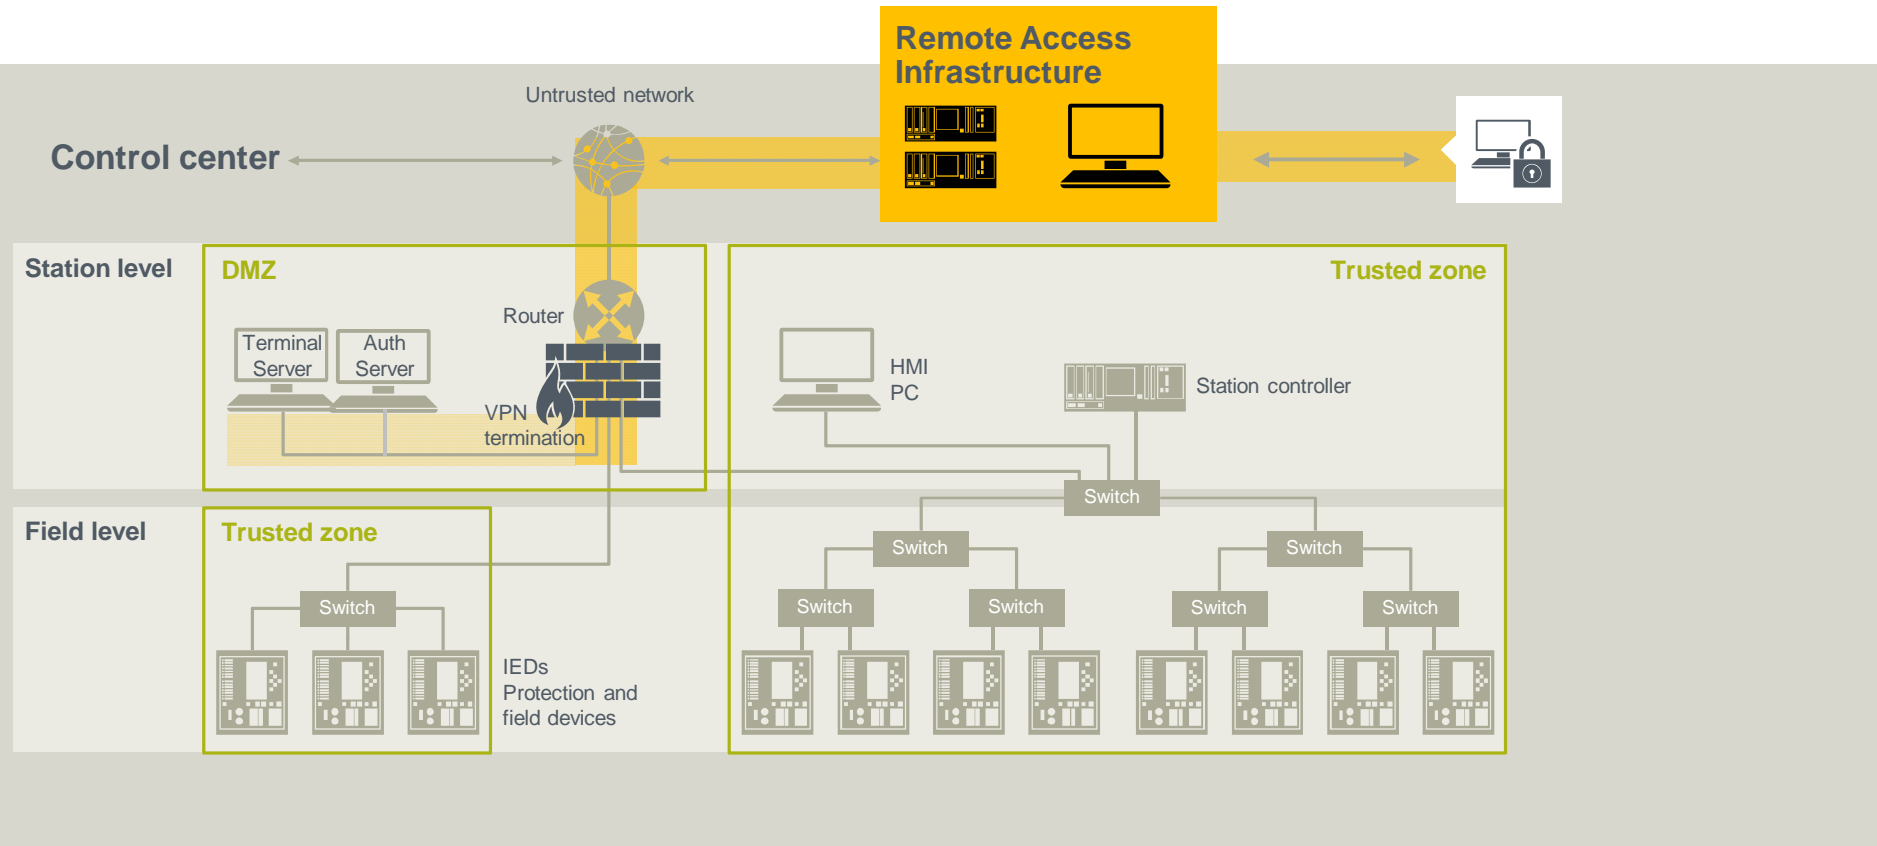 Remote Access
Infrastructure
Untrusted network
Control center
Station level
DMZ
Trusted zone
Router
Terminal
Server
Auth
Server
HMI
PC
Station controller
VPN
termination
Switch
Field level
Trusted zone
Switch
Switch
Switch
Switch
Switch
Switch
Switch
IEDs
Protection and
field devices